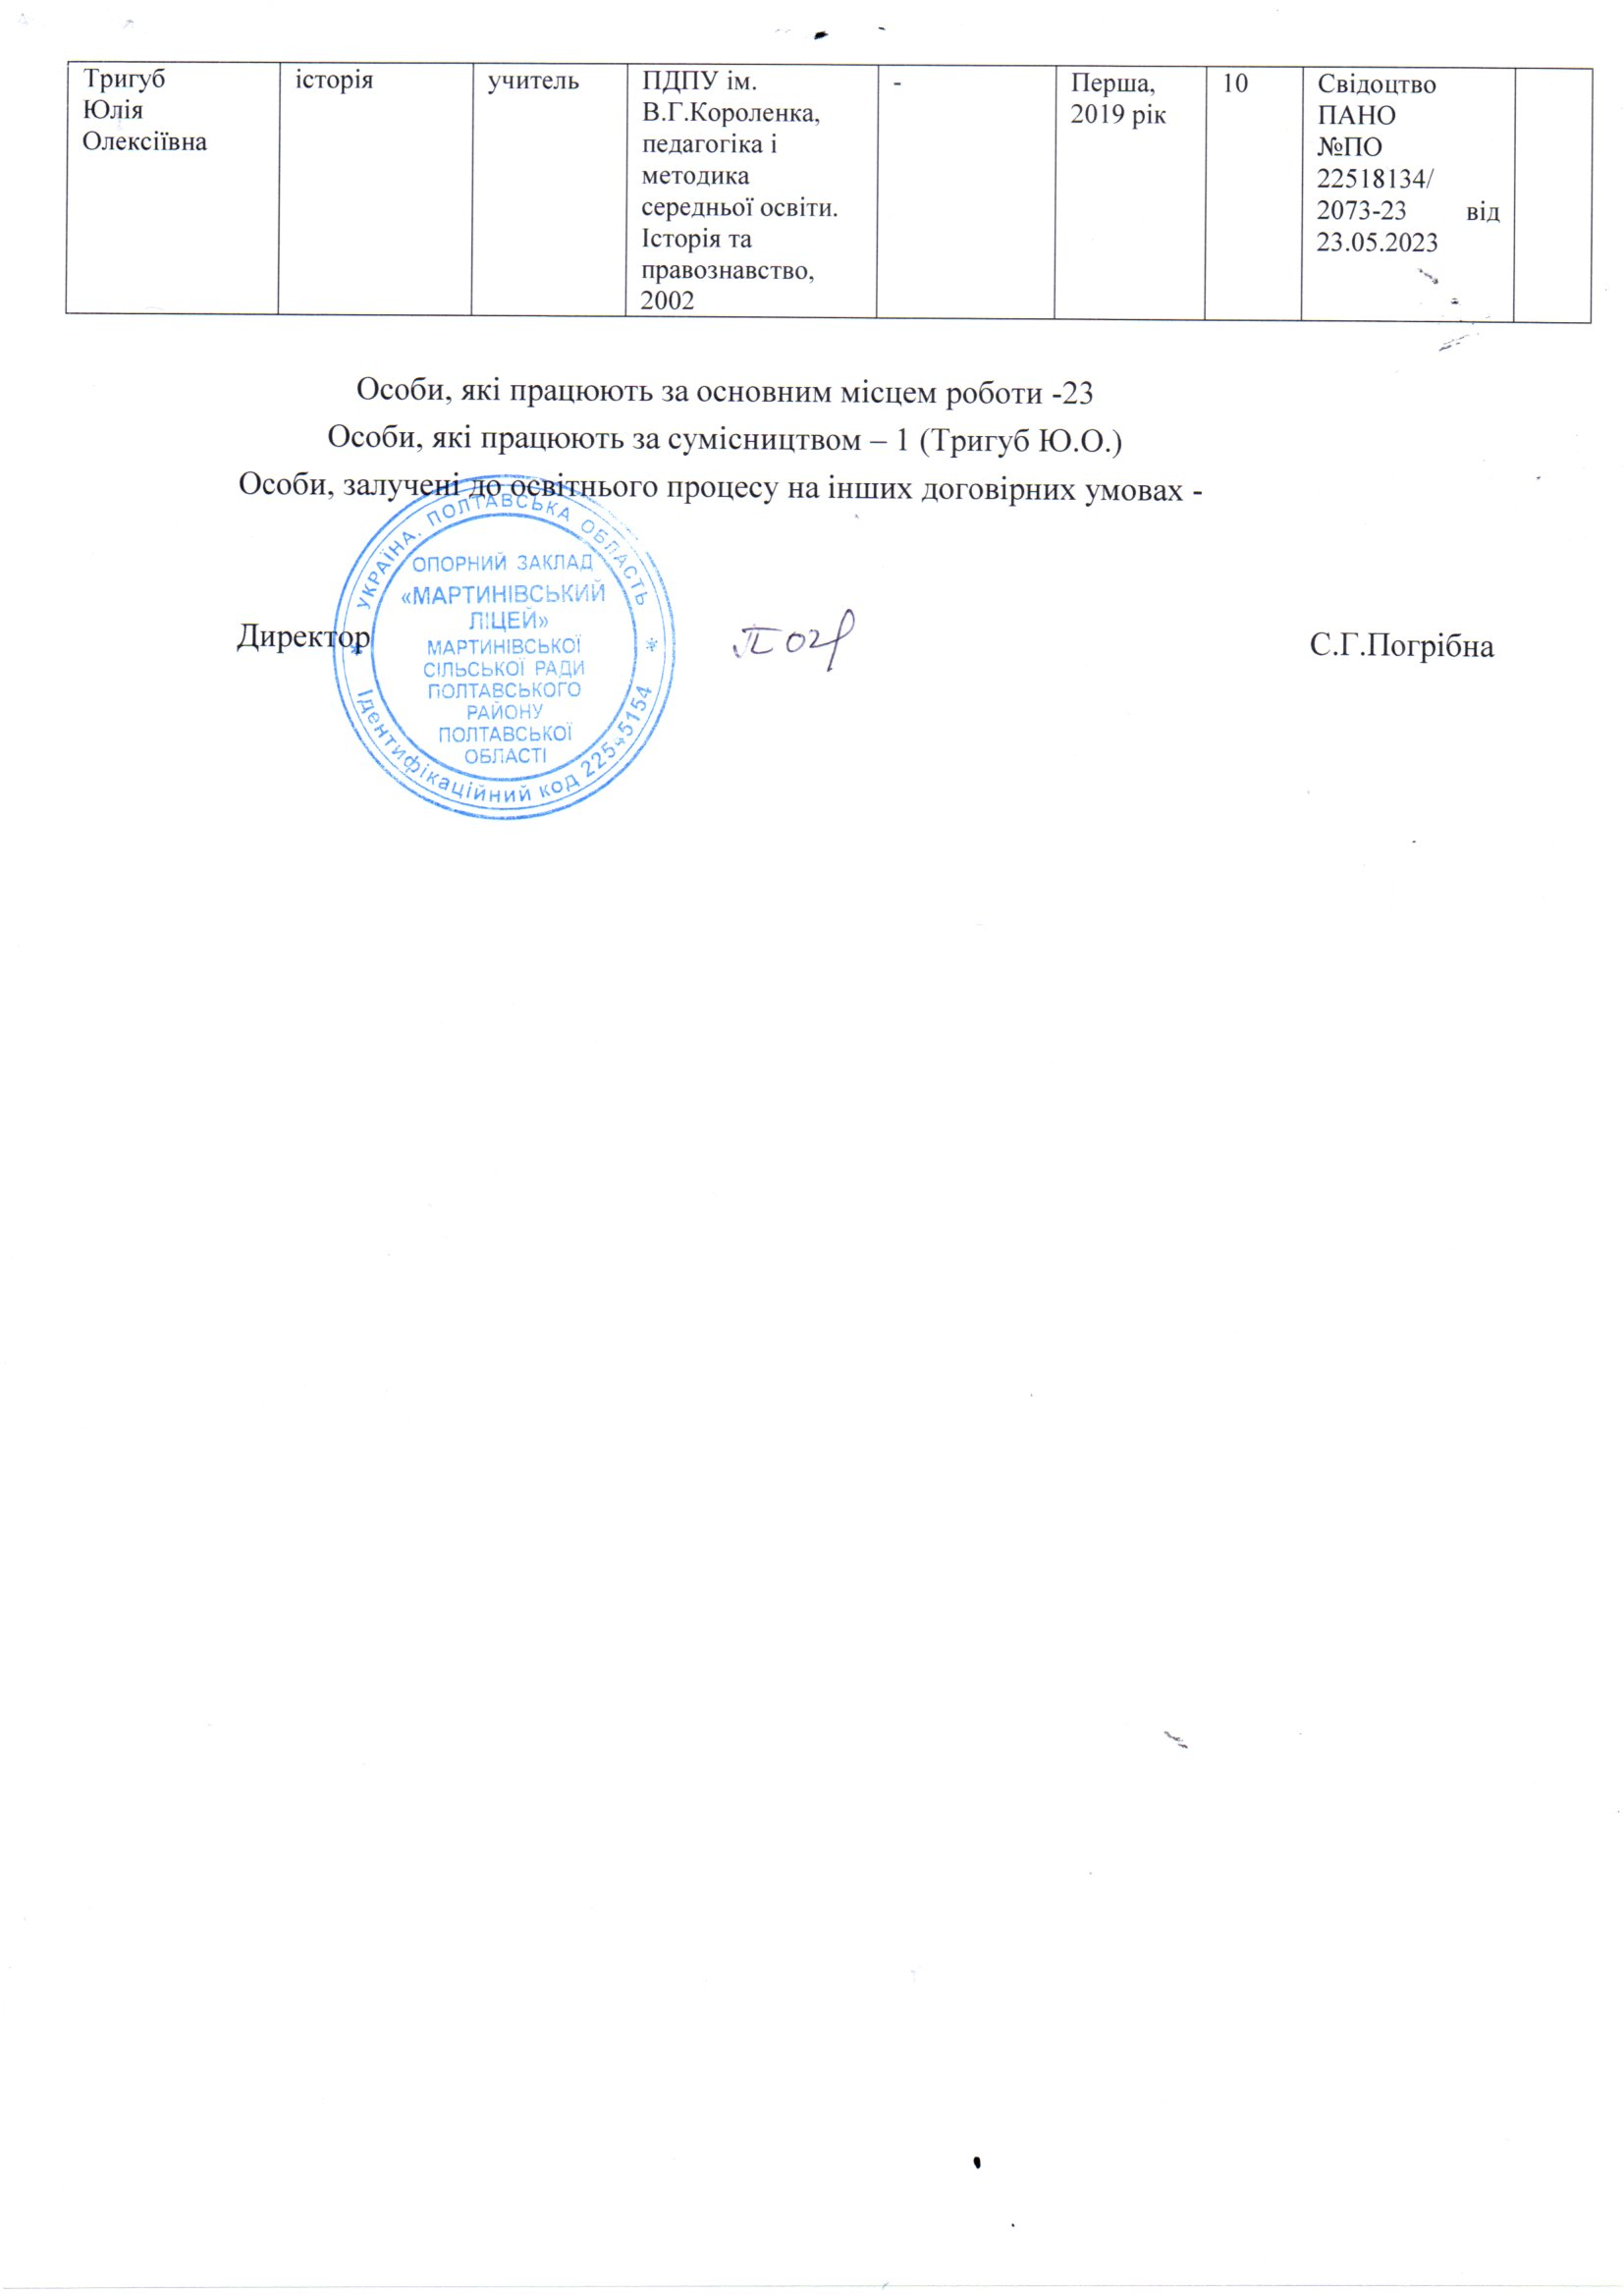 Тригуб
Юлія
Олексіївна
історія
учитель
ПДПУ ім.
В.Г.Короленка,
педагогіка і
методика
середньої освіти.
Історія та
правознавство,
2002
-
Перша,
2019 рік
10
Свідоцтво
ПАНО
№ПО
22518134/
2073-23 від
23.05.2023
Особи, які працюють за основним місцем роботи -23
Особи, які працюють за сумісництвом – 1 (Тригуб Ю.О.)
Особи, залучені до освітнього процесу на інших договірних умовах -
Директор
С.Г.Погрібна
УКРАЇНА. ПОЛТАВСЬКА ОБЛАСТЬ
ОПОРНИЙ ЗАКЛАД
«МАРТИНІВСЬКИЙ
ЛІЦЕЙ»
МАРТИНІВСЬКОЇ
СІЛЬСЬКОЇ РАДИ
ПОЛТАВСЬКОГО
РАЙОНУ
ПОЛТАВСЬКОЇ
ОБЛАСТІ
Ідентифікаційний код